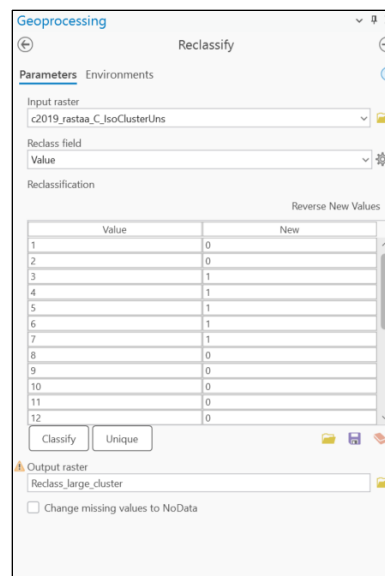 Geoprocessing
Reclassify
Parameters Environments
Input raster
c2019_rastaa_C_IsoClusterUns
Reclass field
Value
Reclassification
Reverse New Values
Value New
1 0
2 0
3 1
4 1
5 1
6 1
7 1
8 0
9 0
10 0
11 0
12 0
Classify Unique
Output raster
Reclass_large_cluster
Change missing values to NoData